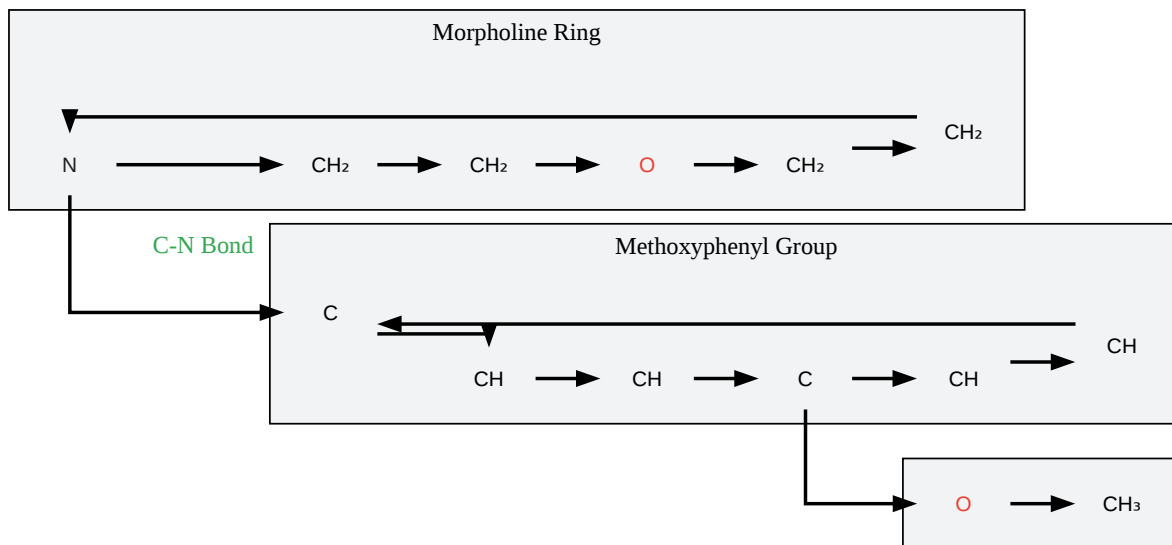 Morpholine Ring
CH₂
N CH₂ CH₂ O CH₂
C-N Bond
Methoxyphenyl Group
C
CH
CH CH C CH
O CH₃